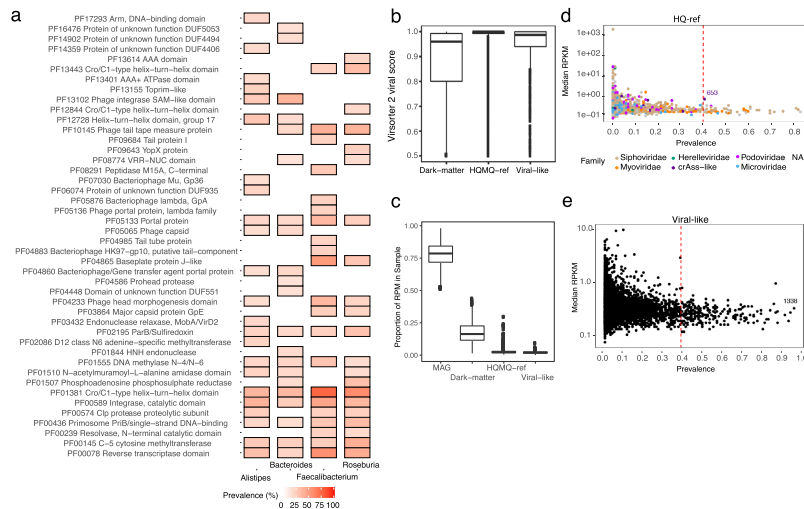 a
PF17293 Arm, DNA-binding domain
PF16476 Protein of unknown function DUF5053
PF14902 Protein of unknown function DUF4494
PF14359 Protein of unknown function DUF4406
PF13614 AAA domain
PF13443 Cro/C1-type helix-turn-helix domain
PF13401 AAA+ ATPase domain
PF13155 Toprim-like
PF13102 Phage integrase SAM-like domain
PF12844 Cro/C1-type helix-turn-helix domain
PF12728 Helix-turn-helix domain, group 17
PF10145 Phage tail tape measure protein
PF09684 Tail protein I
PF09643 YopX protein
PF08774 VRR-NUC domain
PF08291 Peptidase M15A, C-terminal
PF07030 Bacteriophage Mu, Gp36
PF06074 Protein of unknown function DUF935
PF05876 Bacteriophage lambda, GpA
PF05136 Phage portal protein, lambda family
PF05133 Portal protein
PF05065 Phage capsid
PF04985 Tail tube protein
PF04883 Bacteriophage HK97-gp10, putative tail-component
PF04865 Baseplate protein J-like
PF04860 Bacteriophage/Gene transfer agent portal protein
PF04586 Prohead protease
PF04448 Domain of unknown function DUF551
PF04233 Phage head morphogenesis domain
PF03864 Major capsid protein GpE
PF03432 Endonuclease relaxase, MobA/VirD2
PF02195 ParB/Sulfiredoxin
PF02086 D12 class N6 adenine-specific methyltransferase
PF01844 HNH endonuclease
PF01555 DNA methylase N-4/N-6
PF01510 N-acetylmuramoyl-L-alanine amidase domain
PF01507 Phosphoadenosine phosphosulphate reductase
PF01381 Cro/C1-type helix-turn-helix domain
PF00589 Integrase, catalytic domain
PF00574 Clp protease proteolytic subunit
PF00436 Primosome PriB/single-strand DNA-binding
PF00239 Resolvase, N-terminal catalytic domain
PF00145 C-5 cytosine methyltransferase
PF00078 Reverse transcriptase domain
Bacteroides
Roseburia
Alistipes
Faecalibacterium
Prevalence (%)
0 25 50 75 100
b
Virsorter 2 viral score
1.0
0.9
0.8
0.7
0.6
0.5
Dark-matter
HQMQ-ref
Viral-like
c
Proportion of RPM in Sample
1.00
0.75
0.50
0.25
0.00
MAG
HQMQ-ref
Dark-matter
Viral-like
d
HQ-ref
Median RPKM
1e+03
1e+02
1e+01
1e+00
1e-01
653
0.0 0.1 0.2 0.3 0.4 0.5 0.6 0.7 0.8
Prevalence
Family
Siphoviridae
Herelleviridae
Podoviridae
NA
Myoviridae
crAss-like
Microviridae
e
Viral-like
Median RPKM
10.0
1.0
0.1
1338
0.0 0.1 0.2 0.3 0.4 0.5 0.6 0.7 0.8 0.9 1.0
Prevalence